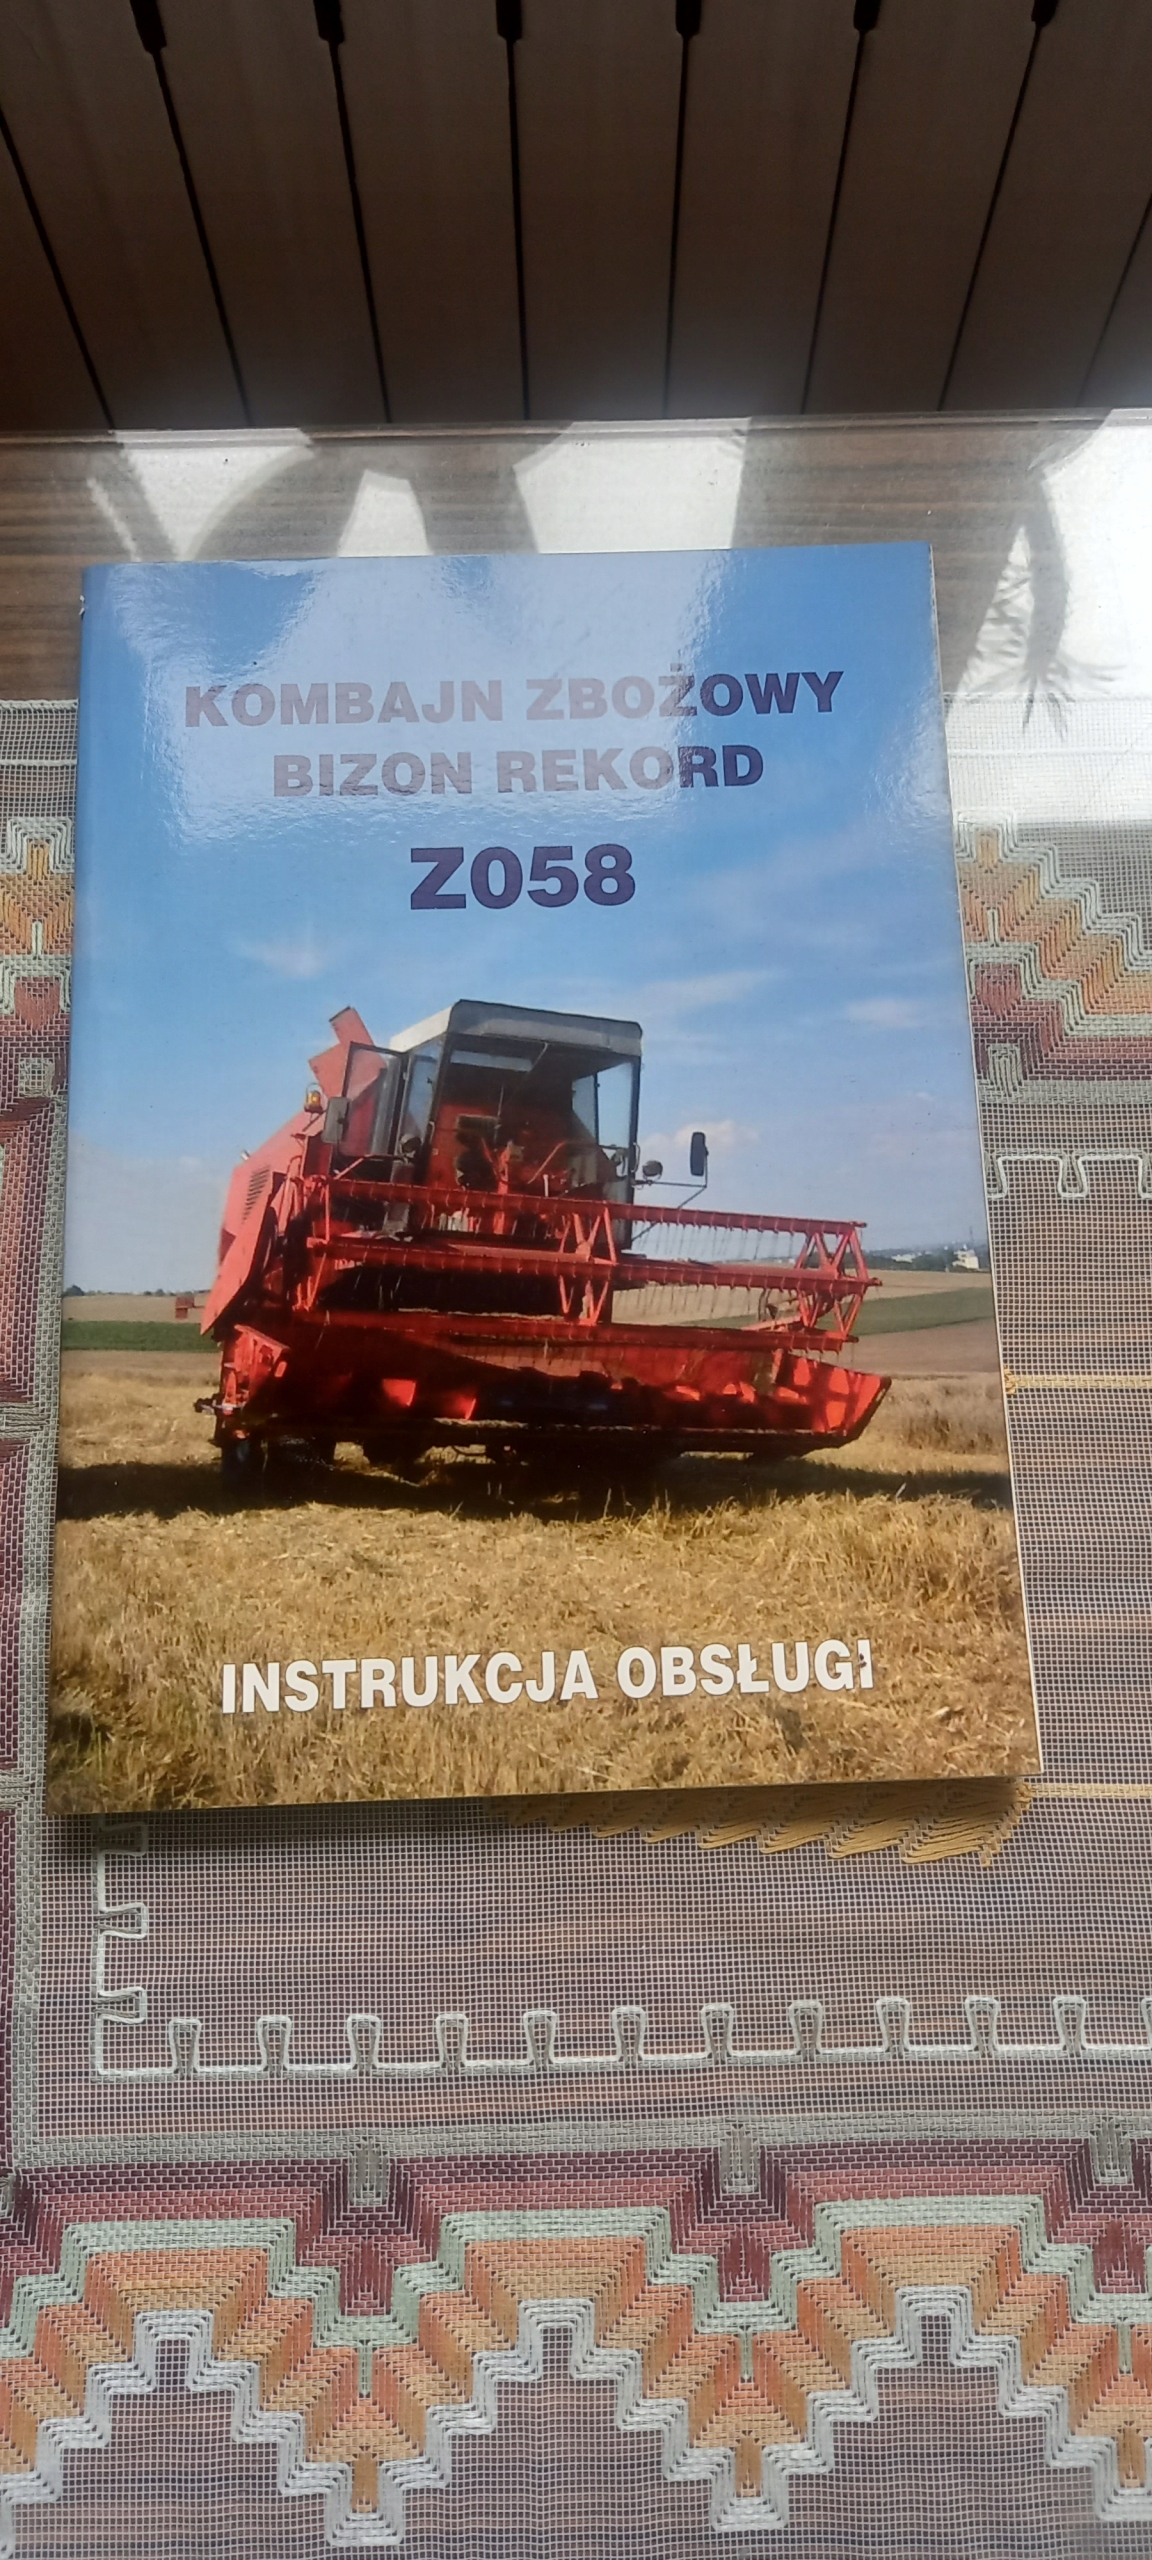 KOMBAJN ZBOŻOWY
BIZON REKORD
Z058
INSTRUKCJA OBSŁUGI